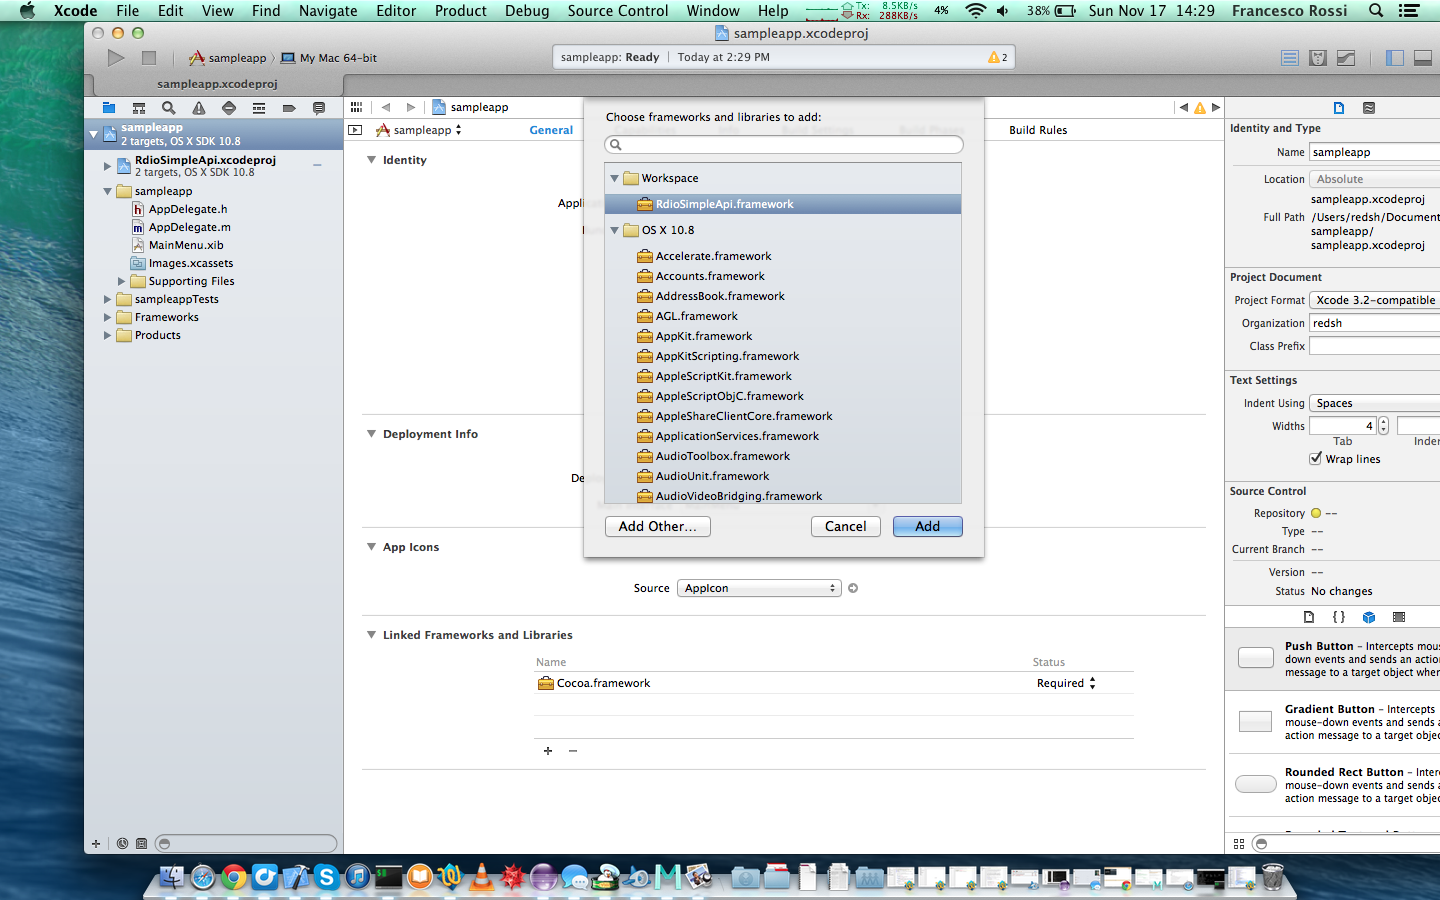 Xcode File Edit View Find Navigate Editor Product Debug Source Control Window Help Tx: 8.5KB/s Rx: 288KB/s 4% 38% Sun Nov 17 14:29 Francesco Rossi
sampleapp.xcodeproj
sampleapp My Mac 64-bit
sampleapp: Ready Today at 2:29 PM 2
sampleapp.xcodeproj
sampleapp
2 targets, OS X SDK 10.8
RdioSimpleApi.xcodeproj
2 targets, OS X SDK 10.8
sampleapp
AppDelegate.h
AppDelegate.m
MainMenu.xib
Images.xcassets
Supporting Files
sampleappTests
Frameworks
Products
sampleapp
sampleapp General Build Rules
Identity
Applic
Deployment Info
De
App Icons
Source AppIcon
Linked Frameworks and Libraries
Name Status
Cocoa.framework Required
+ −
Choose frameworks and libraries to add:
Workspace
RdioSimpleApi.framework
OS X 10.8
Accelerate.framework
Accounts.framework
AddressBook.framework
AGL.framework
AppKit.framework
AppKitScripting.framework
AppleScriptKit.framework
AppleScriptObjC.framework
AppleShareClientCore.framework
ApplicationServices.framework
AudioToolbox.framework
AudioUnit.framework
AudioVideoBridging.framework
Add Other... Cancel Add
Identity and Type
Name sampleapp
Location Absolute
sampleapp.xcodeproj
Full Path /Users/redsh/Document
sampleapp/
sampleapp.xcodeproj
Project Document
Project Format Xcode 3.2-compatible
Organization redsh
Class Prefix
Text Settings
Indent Using Spaces
Widths 4
Tab Inden
Wrap lines
Source Control
Repository --
Type --
Current Branch --
Version --
Status No changes
{ }
Push Button – Intercepts mous
down events and sends an action
message to a target object when
Gradient Button – Intercepts
mouse-down events and sends a
action message to a target objec
Rounded Rect Button – Interc
mouse-down events and sends a
action message to a target objec